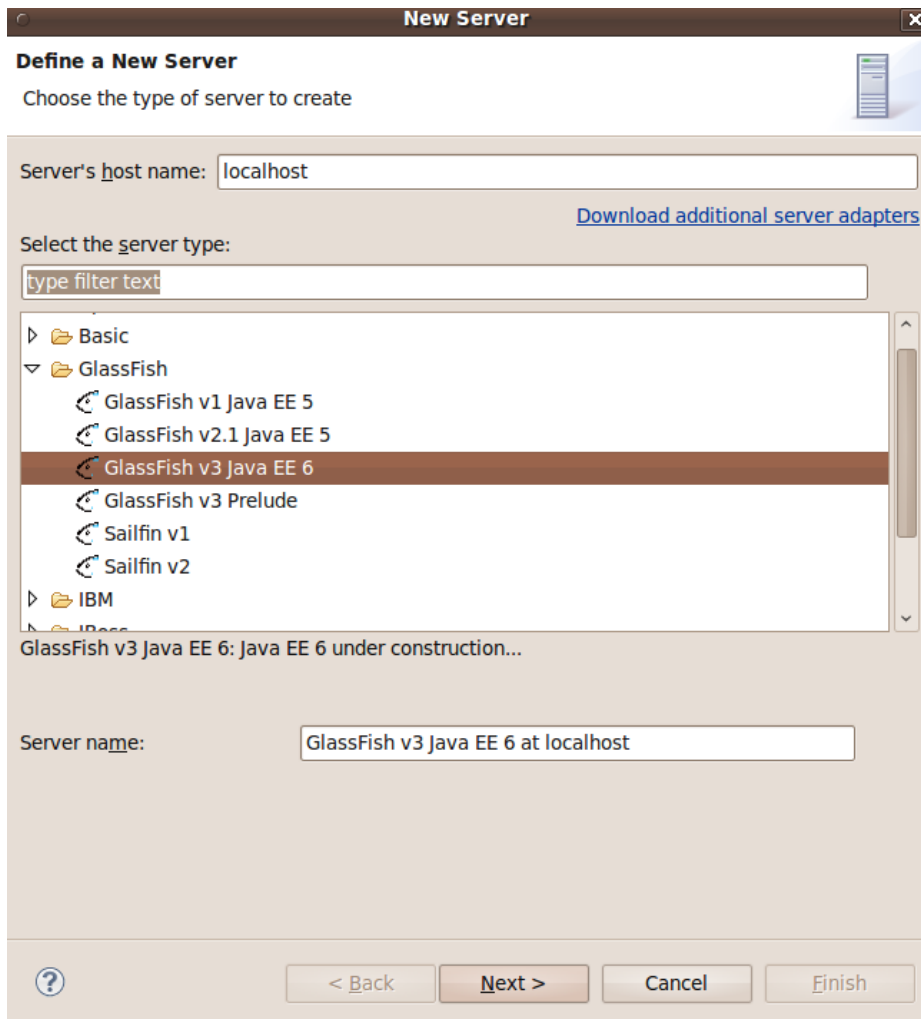 New Server
Define a New Server
Choose the type of server to create
Server's host name: localhost
Download additional server adapters
Select the server type:
type filter text
Basic
GlassFish
GlassFish v1 Java EE 5
GlassFish v2.1 Java EE 5
GlassFish v3 Java EE 6
GlassFish v3 Prelude
Sailfin v1
Sailfin v2
IBM
GlassFish v3 Java EE 6: Java EE 6 under construction...
Server name: GlassFish v3 Java EE 6 at localhost
? < Back Next > Cancel Finish